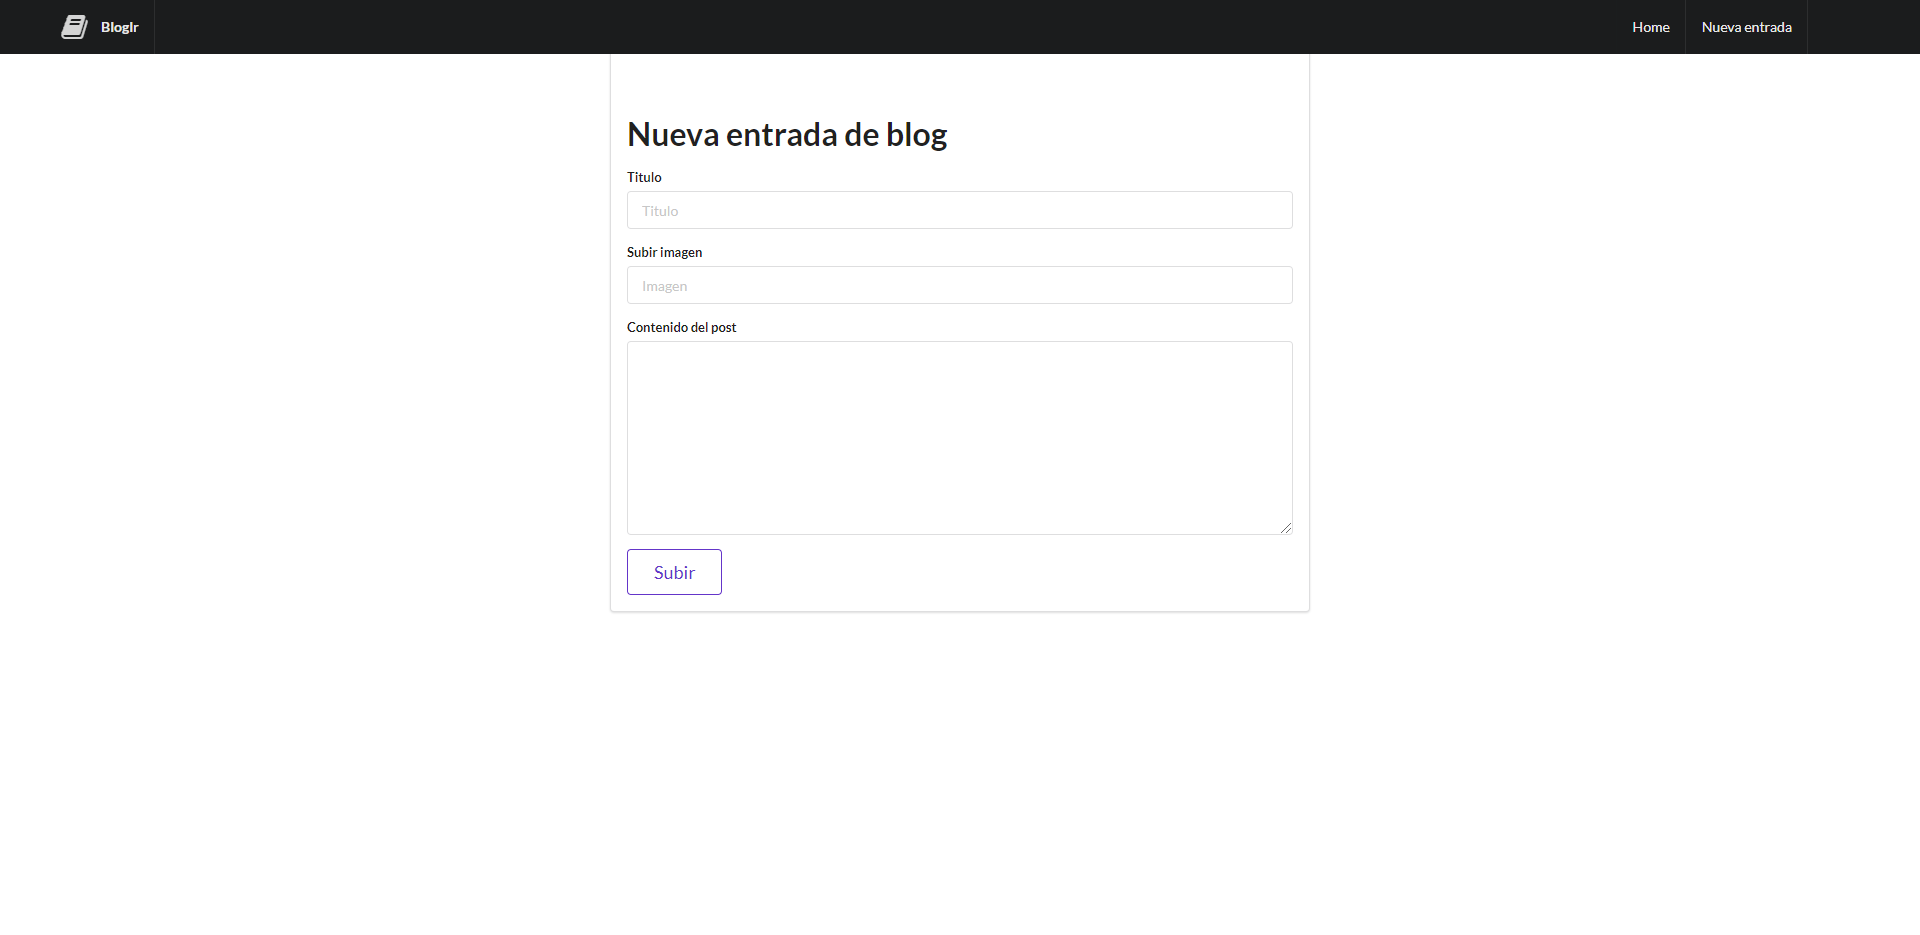 Bloglr
Home
Nueva entrada
Nueva entrada de blog
Titulo
Titulo
Subir imagen
Imagen
Contenido del post
Subir